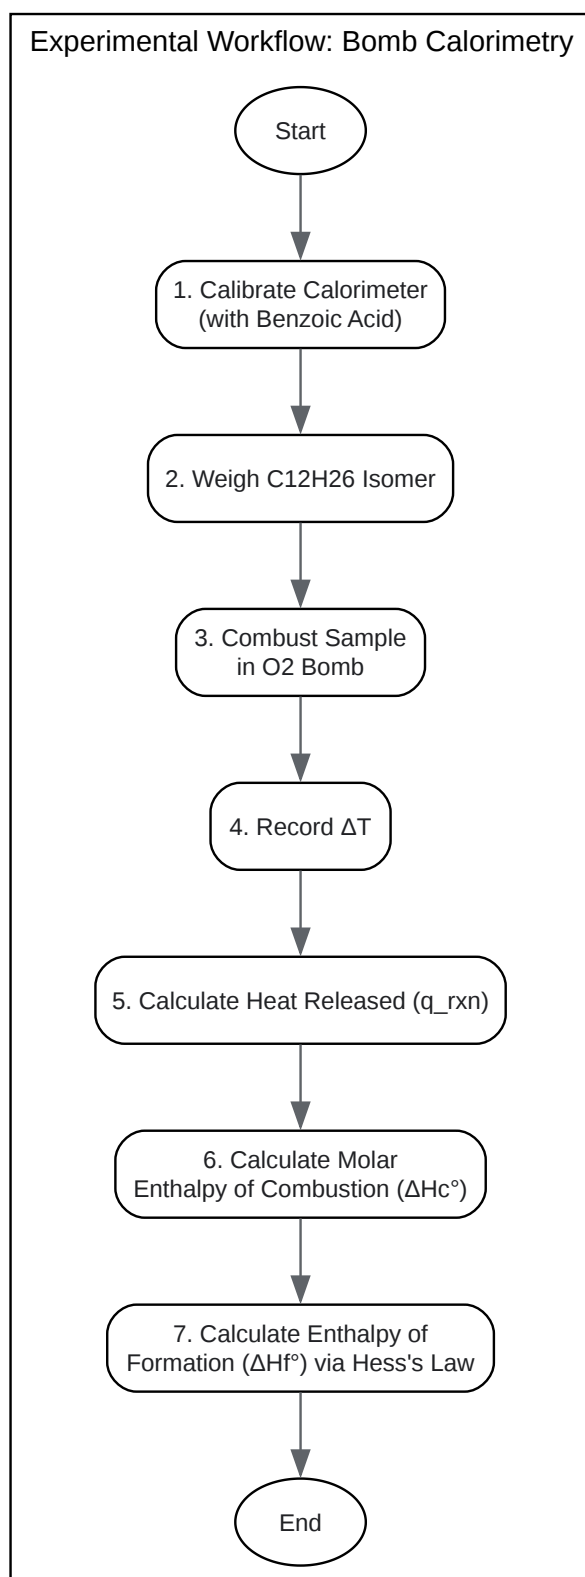 Experimental Workflow: Bomb Calorimetry
Start
1. Calibrate Calorimeter
(with Benzoic Acid)
2. Weigh C12H26 Isomer
3. Combust Sample
in O2 Bomb
4. Record ΔT
5. Calculate Heat Released (q_rxn)
6. Calculate Molar
Enthalpy of Combustion (ΔHc°)
7. Calculate Enthalpy of
Formation (ΔHf°) via Hess's Law
End